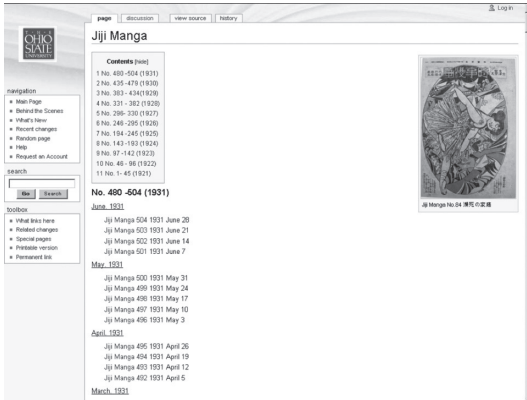 Log in
page discussion view source history
THE
OHIO
STATE
UNIVERSITY
Jiji Manga
Contents [hide]
1 No. 480 -504 (1931)
2 No. 435-479 (1930)
3 No. 383 - 434(1929)
4 No. 331 - 382 (1928)
5 No. 296- 330 (1927)
6 No. 246 -295 (1926)
7 No. 194 -245 (1925)
8 No. 143 -193 (1924)
9 No. 97 -142 (1923)
10 No. 46 - 96 (1922)
11 No. 1- 45 (1921)
Jiji Manga No.84
navigation
Main Page
Behind the Scenes
What's New
Recent changes
Random page
Help
Request an Account
search
Go Search
toolbox
What links here
Related changes
Special pages
Printable version
Permanent link
No. 480 -504 (1931)
June, 1931
Jiji Manga 504 1931 June 28
Jiji Manga 503 1931 June 21
Jiji Manga 502 1931 June 14
Jiji Manga 501 1931 June 7
May, 1931
Jiji Manga 500 1931 May 31
Jiji Manga 499 1931 May 24
Jiji Manga 498 1931 May 17
Jiji Manga 497 1931 May 10
Jiji Manga 496 1931 May 3
April, 1931
Jiji Manga 495 1931 April 26
Jiji Manga 494 1931 April 19
Jiji Manga 493 1931 April 12
Jiji Manga 492 1931 April 5
March, 1931